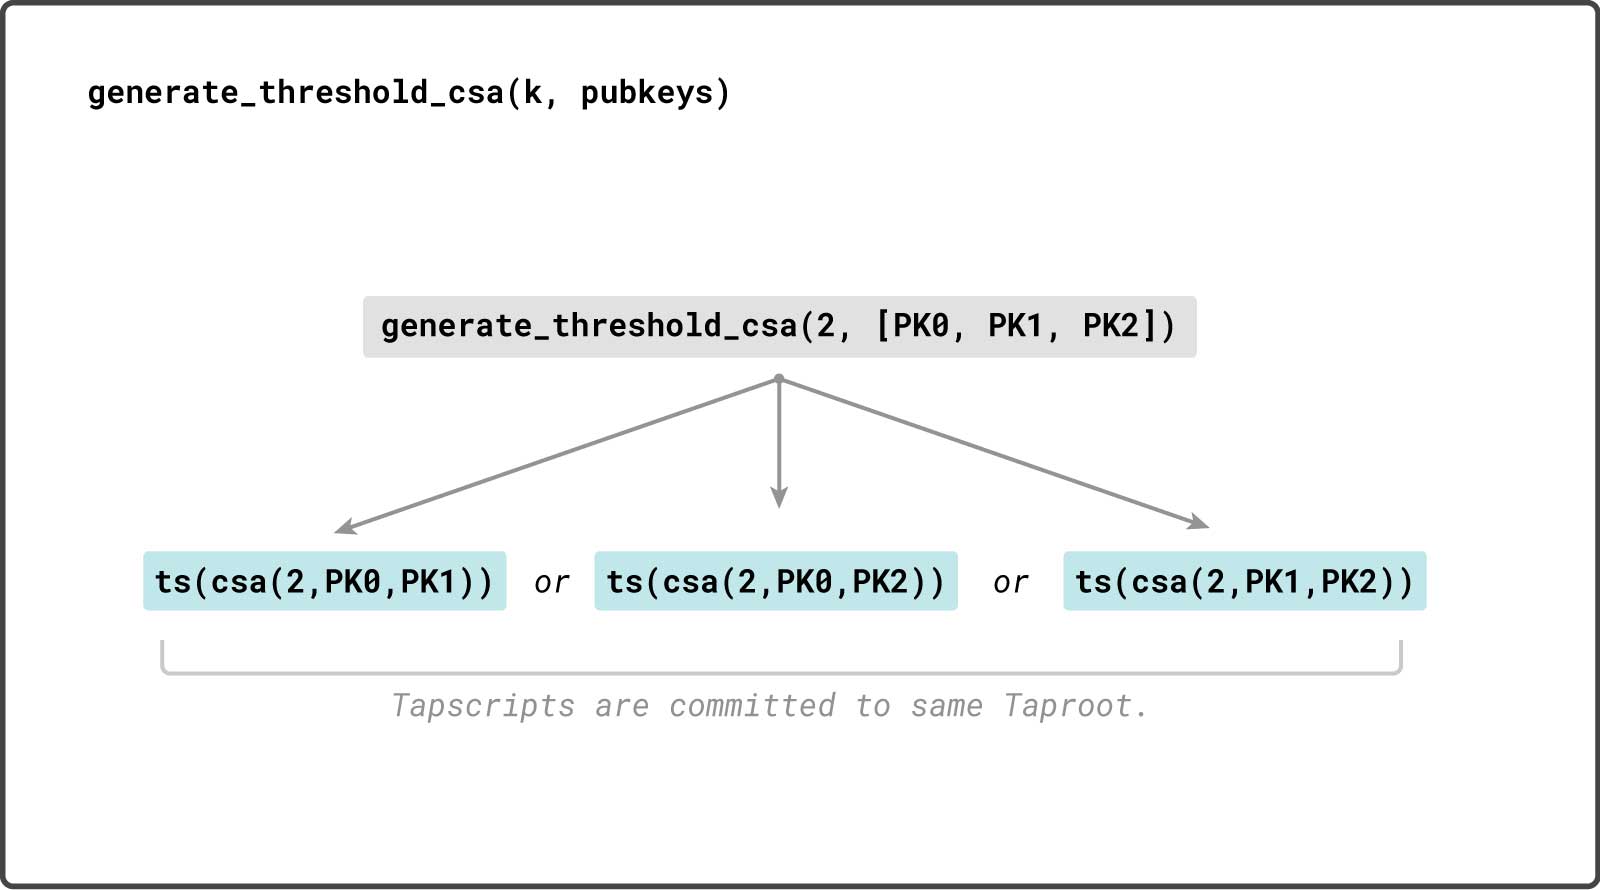 generate_threshold_csa(k, pubkeys)
generate_threshold_csa(2, [PK0, PK1, PK2])
ts(csa(2,PK0,PK1)) or ts(csa(2,PK0,PK2)) or ts(csa(2,PK1,PK2))
Tapscripts are committed to same Taproot.